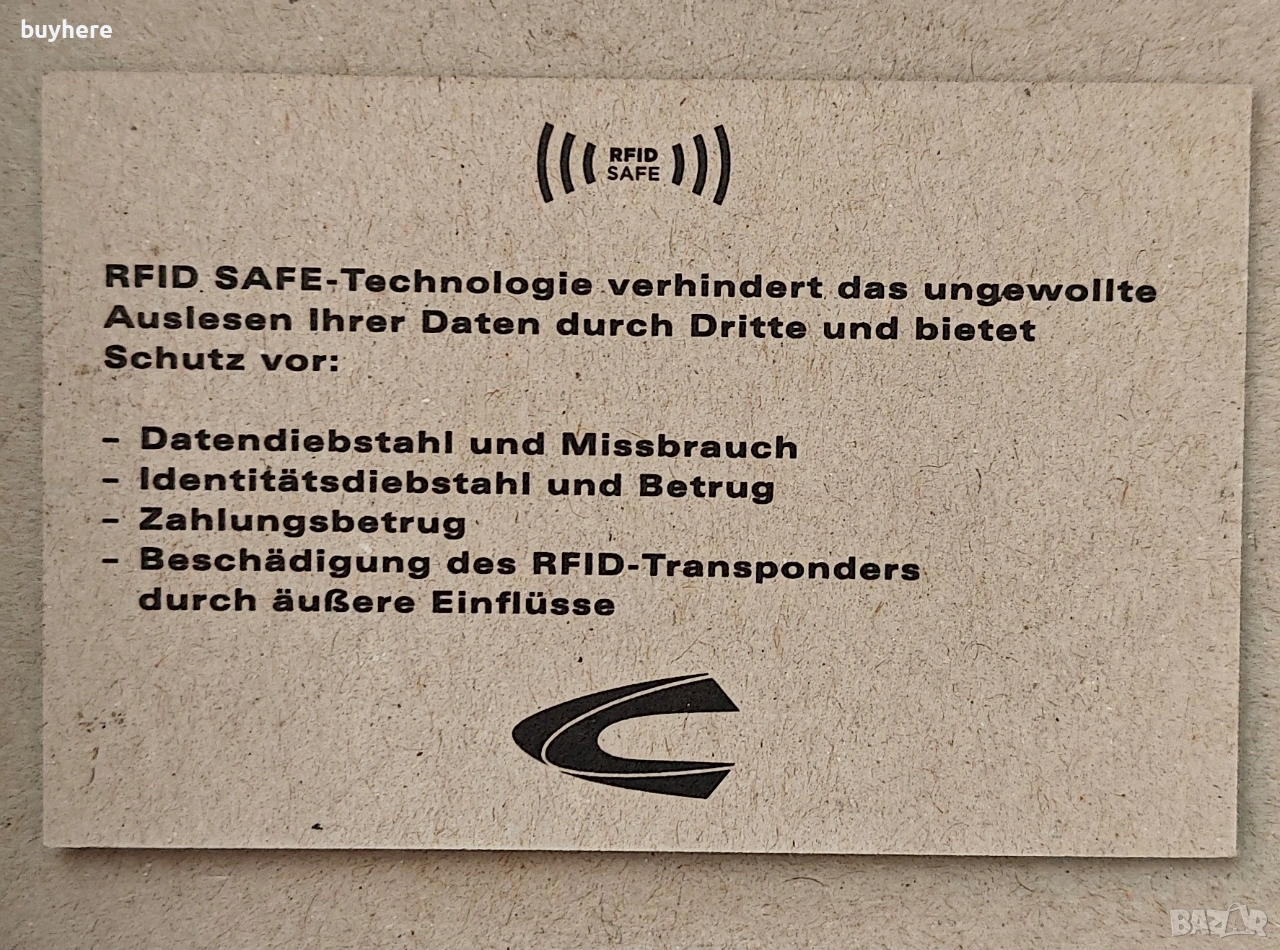 buyhere
RFID
SAFE
RFID SAFE-Technologie verhindert das ungewollte
Auslesen Ihrer Daten durch Dritte und bietet
Schutz vor:
– Datendiebstahl und Missbrauch
– Identitätsdiebstahl und Betrug
– Zahlungsbetrug
– Beschädigung des RFID-Transponders
durch äußere Einflüsse
BAZAR